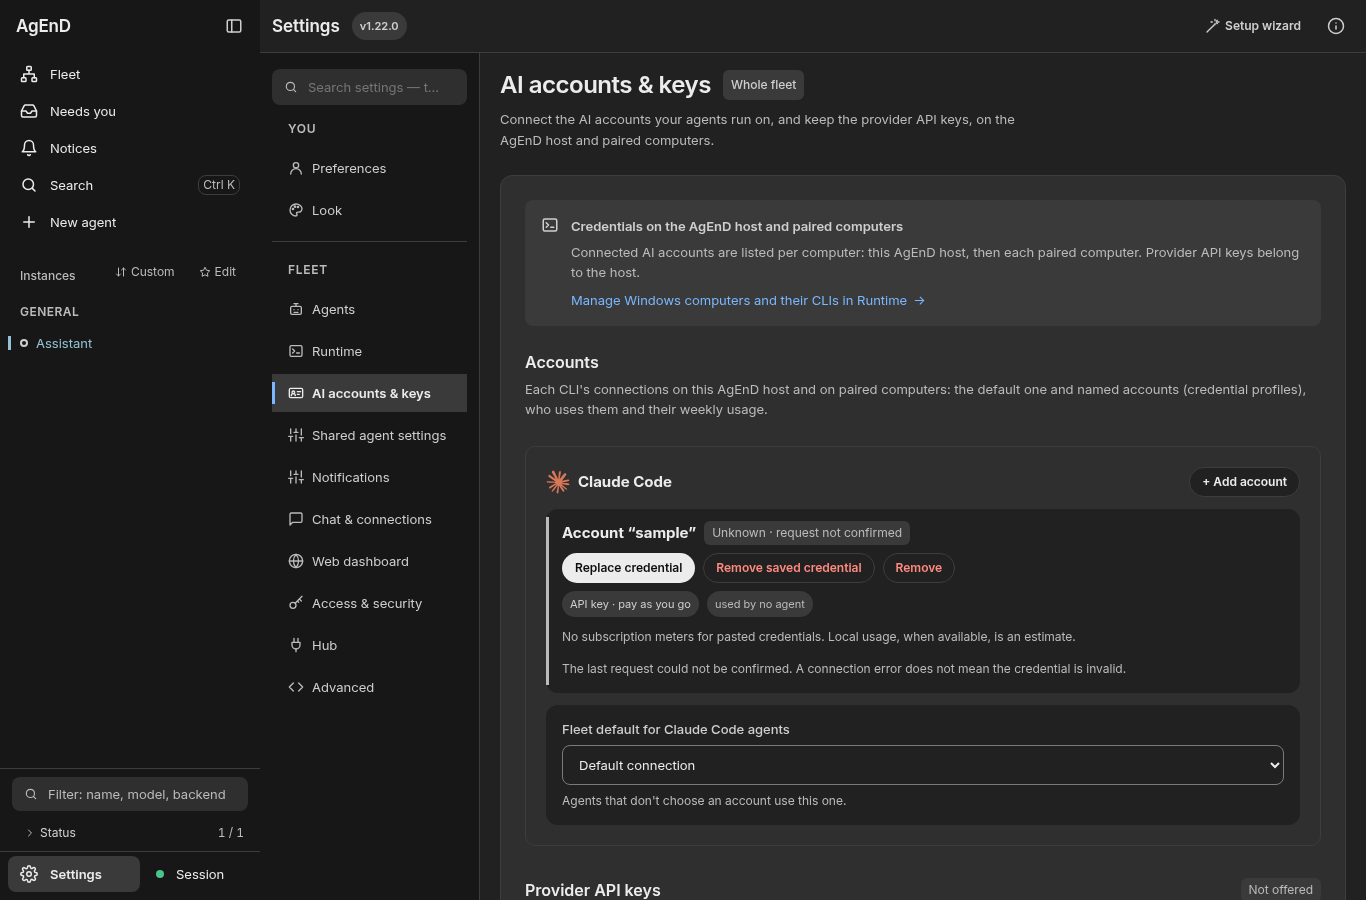 AgEnD
Fleet
Needs you
Notices
Search
Ctrl K
New agent
Instances
Custom
Edit
GENERAL
Assistant
Filter: name, model, backend
Status
1 / 1
Settings
Session
Settings
v1.22.0
Setup wizard
Search settings — t...
YOU
Preferences
Look
FLEET
Agents
Runtime
AI accounts & keys
Shared agent settings
Notifications
Chat & connections
Web dashboard
Access & security
Hub
Advanced
AI accounts & keys
Whole fleet
Connect the AI accounts your agents run on, and keep the provider API keys, on the
AgEnD host and paired computers.
Credentials on the AgEnD host and paired computers
Connected AI accounts are listed per computer: this AgEnD host, then each paired computer. Provider API keys belong
to the host.
Manage Windows computers and their CLIs in Runtime →
Accounts
Each CLI's connections on this AgEnD host and on paired computers: the default one and named accounts (credential profiles),
who uses them and their weekly usage.
Claude Code
+ Add account
Account “sample”
Unknown · request not confirmed
Replace credential
Remove saved credential
Remove
API key · pay as you go
used by no agent
No subscription meters for pasted credentials. Local usage, when available, is an estimate.
The last request could not be confirmed. A connection error does not mean the credential is invalid.
Fleet default for Claude Code agents
Default connection
Agents that don't choose an account use this one.
Provider API keys
Not offered